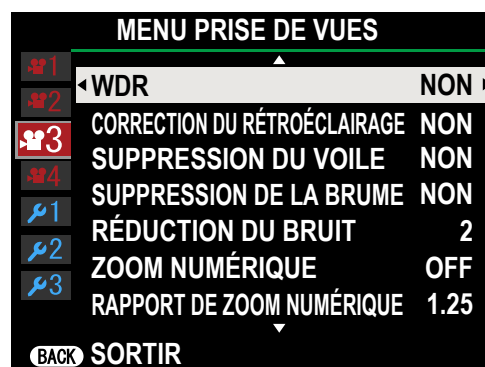 MENU PRISE DE VUES
1
2
3
4
1
2
3
WDR NON
CORRECTION DU RÉTROÉCLAIRAGE NON
SUPPRESSION DU VOILE NON
SUPPRESSION DE LA BRUME NON
RÉDUCTION DU BRUIT 2
ZOOM NUMÉRIQUE OFF
RAPPORT DE ZOOM NUMÉRIQUE 1.25
BACK SORTIR